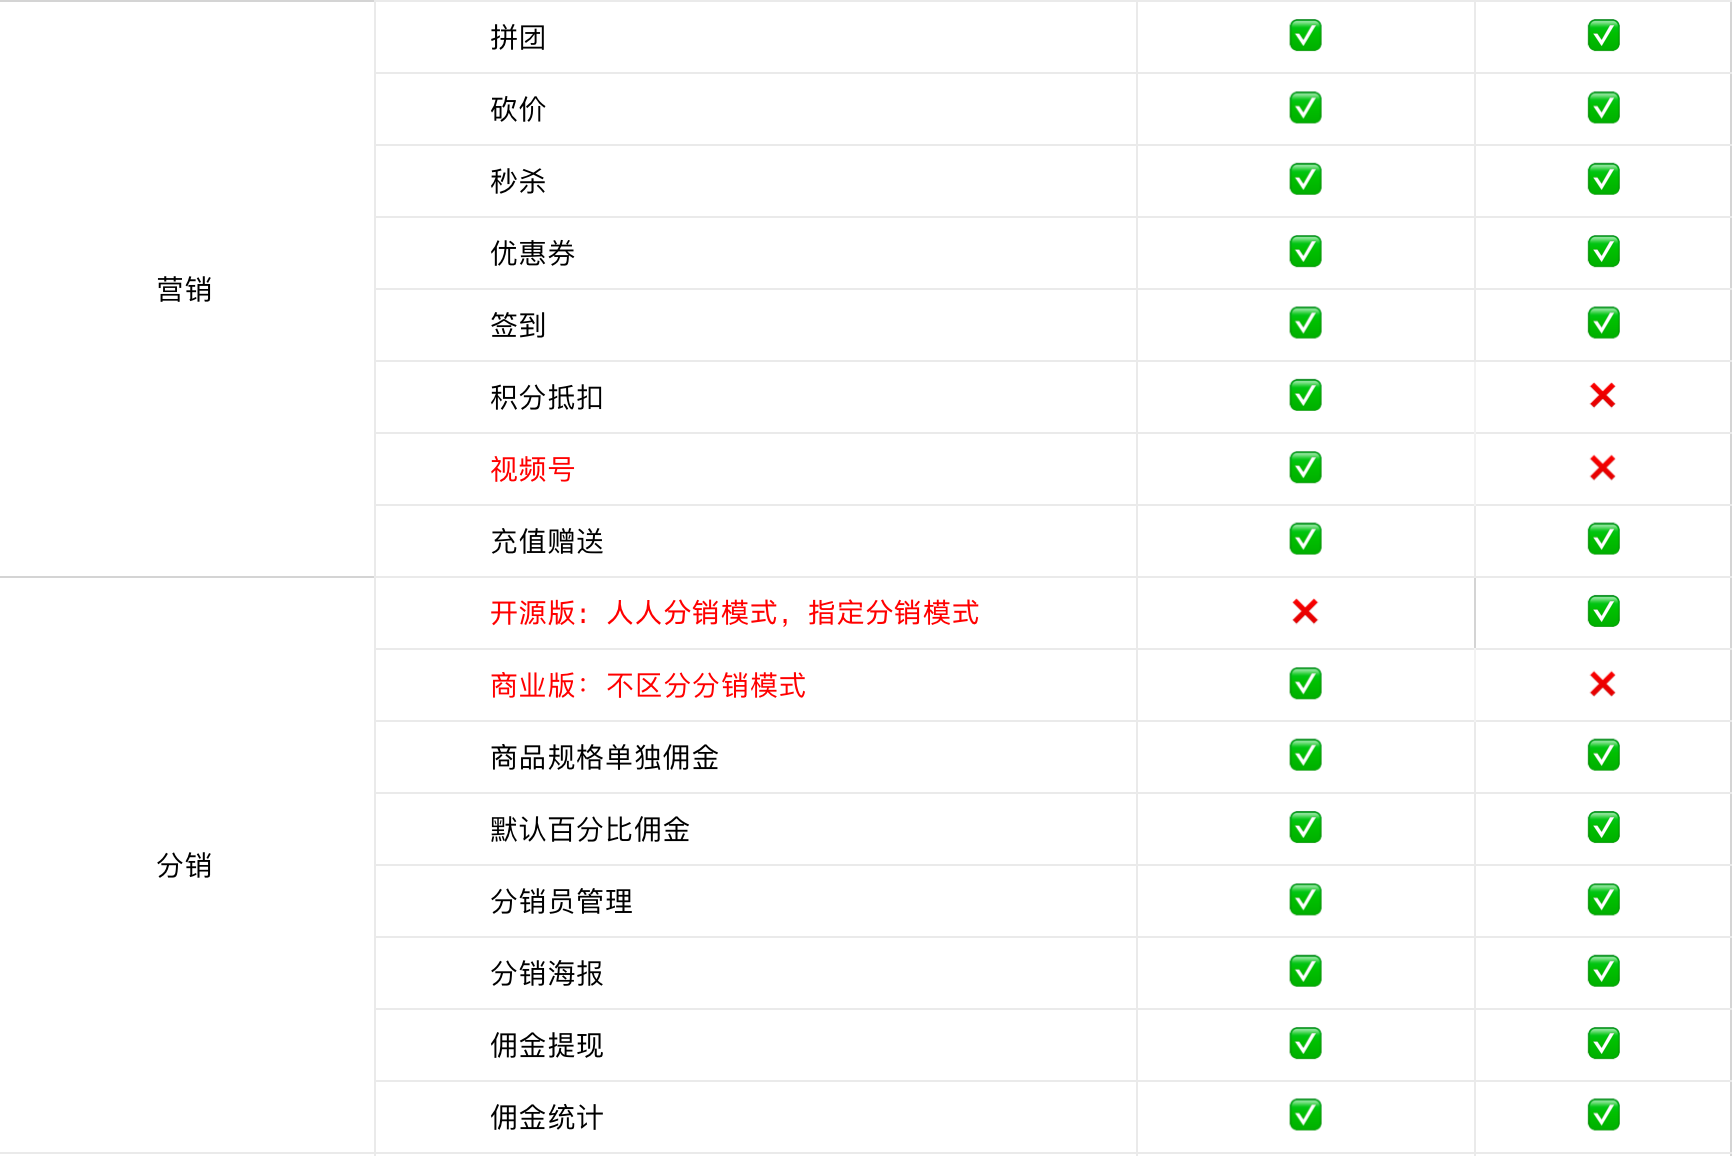 营销
拼团 ✅ ✅
砍价 ✅ ✅
秒杀 ✅ ✅
优惠券 ✅ ✅
签到 ✅ ✅
积分抵扣 ✅ ❌
视频号 ✅ ❌
充值赠送 ✅ ✅
分销
开源版：人人分销模式，指定分销模式 ❌ ✅
商业版：不区分分销模式 ✅ ❌
商品规格单独佣金 ✅ ✅
默认百分比佣金 ✅ ✅
分销员管理 ✅ ✅
分销海报 ✅ ✅
佣金提现 ✅ ✅
佣金统计 ✅ ✅